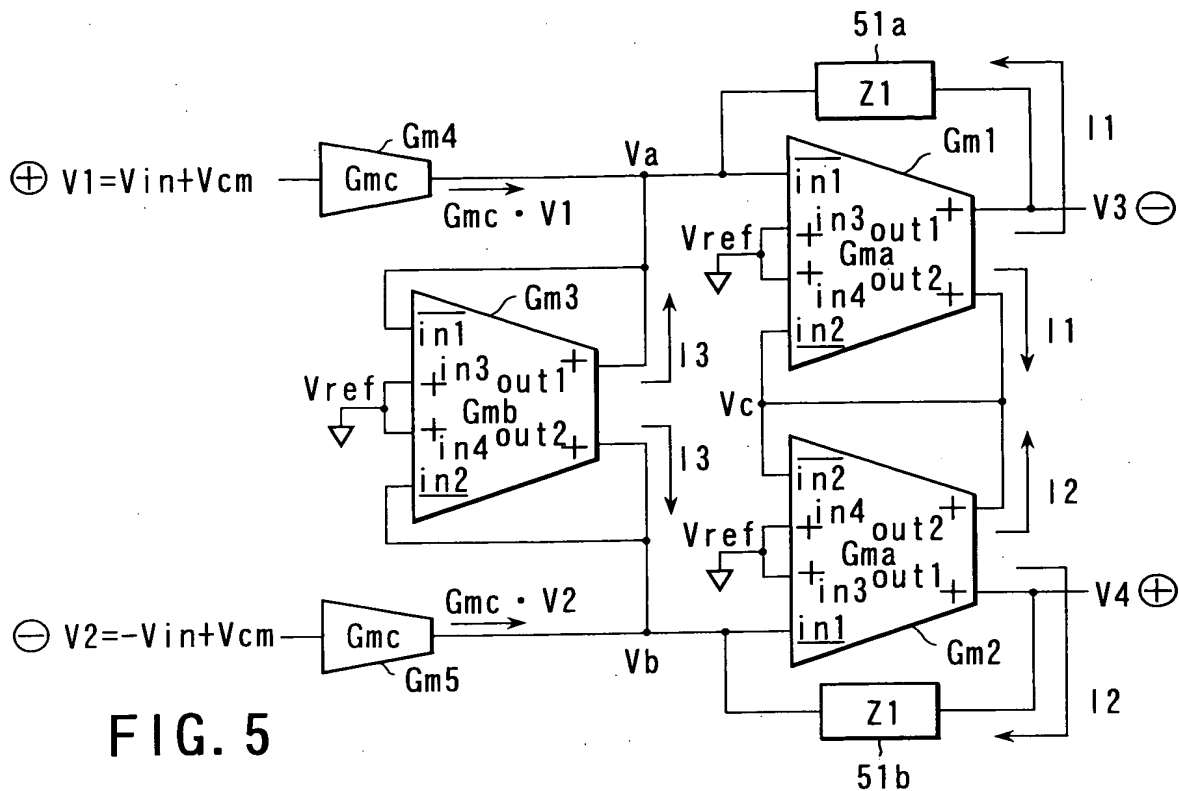 51a
Z1
I1
Gm4
⊕ V1=Vin+Vcm
Gmc
Gmc · V1
Va
Gm1
in1
in3
Vref
+
+
in4
in2
Gma
out1
+
out2
+
V3 ⊖
I1
Gm3
in1
in3
Vref
+
+
in4
in2
Gmb
out1
+
out2
+
I3
I3
Vc
in2
in4
Vref
+
+
in3
in1
Gma
out2
+
out1
+
I2
V4 ⊕
Gm2
⊖ V2=-Vin+Vcm
Gmc
Gmc · V2
Gm5
Vb
Z1
51b
I2
FIG. 5